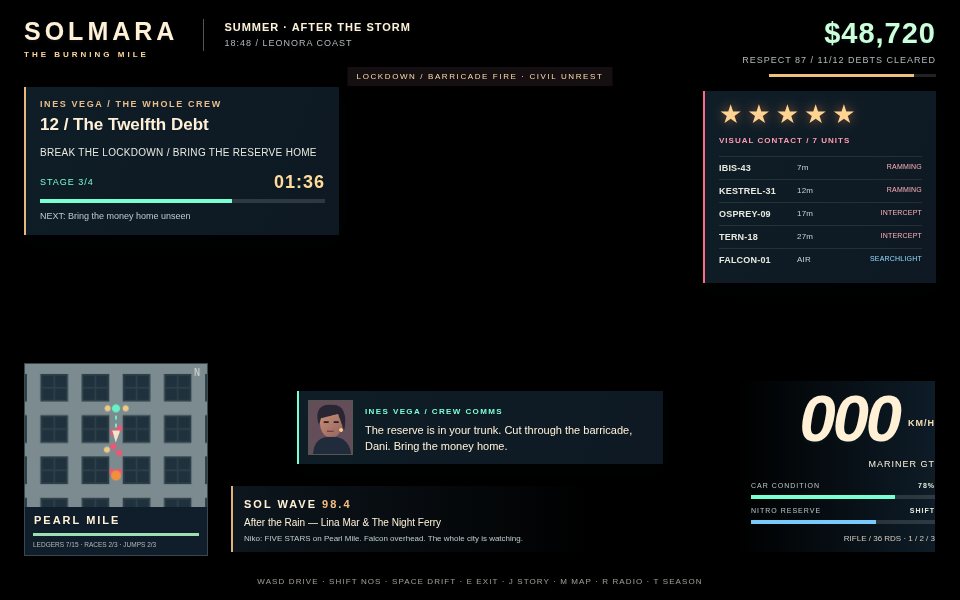 SOLMARA
THE BURNING MILE
SUMMER · AFTER THE STORM
18:48 / LEONORA COAST
$48,720
RESPECT 87 / 11/12 DEBTS CLEARED
LOCKDOWN / BARRICADE FIRE · CIVIL UNREST
INES VEGA / THE WHOLE CREW
12 / The Twelfth Debt
BREAK THE LOCKDOWN / BRING THE RESERVE HOME
STAGE 3/4 01:36
NEXT: Bring the money home unseen
★ ★ ★ ★ ★
VISUAL CONTACT / 7 UNITS
IBIS-43 7m RAMMING
KESTREL-31 12m RAMMING
OSPREY-09 17m INTERCEPT
TERN-18 27m INTERCEPT
FALCON-01 AIR SEARCHLIGHT
N
PEARL MILE
LEDGERS 7/15 · RACES 2/3 · JUMPS 2/3
INES VEGA / CREW COMMS
The reserve is in your trunk. Cut through the barricade,
Dani. Bring the money home.
SOL WAVE 98.4
After the Rain — Lina Mar & The Night Ferry
Niko: FIVE STARS on Pearl Mile. Falcon overhead. The whole city is watching.
000 KM/H
MARINER GT
CAR CONDITION 78%
NITRO RESERVE SHIFT
RIFLE / 36 RDS · 1 / 2 / 3
WASD DRIVE · SHIFT NOS · SPACE DRIFT · E EXIT · J STORY · M MAP · R RADIO · T SEASON